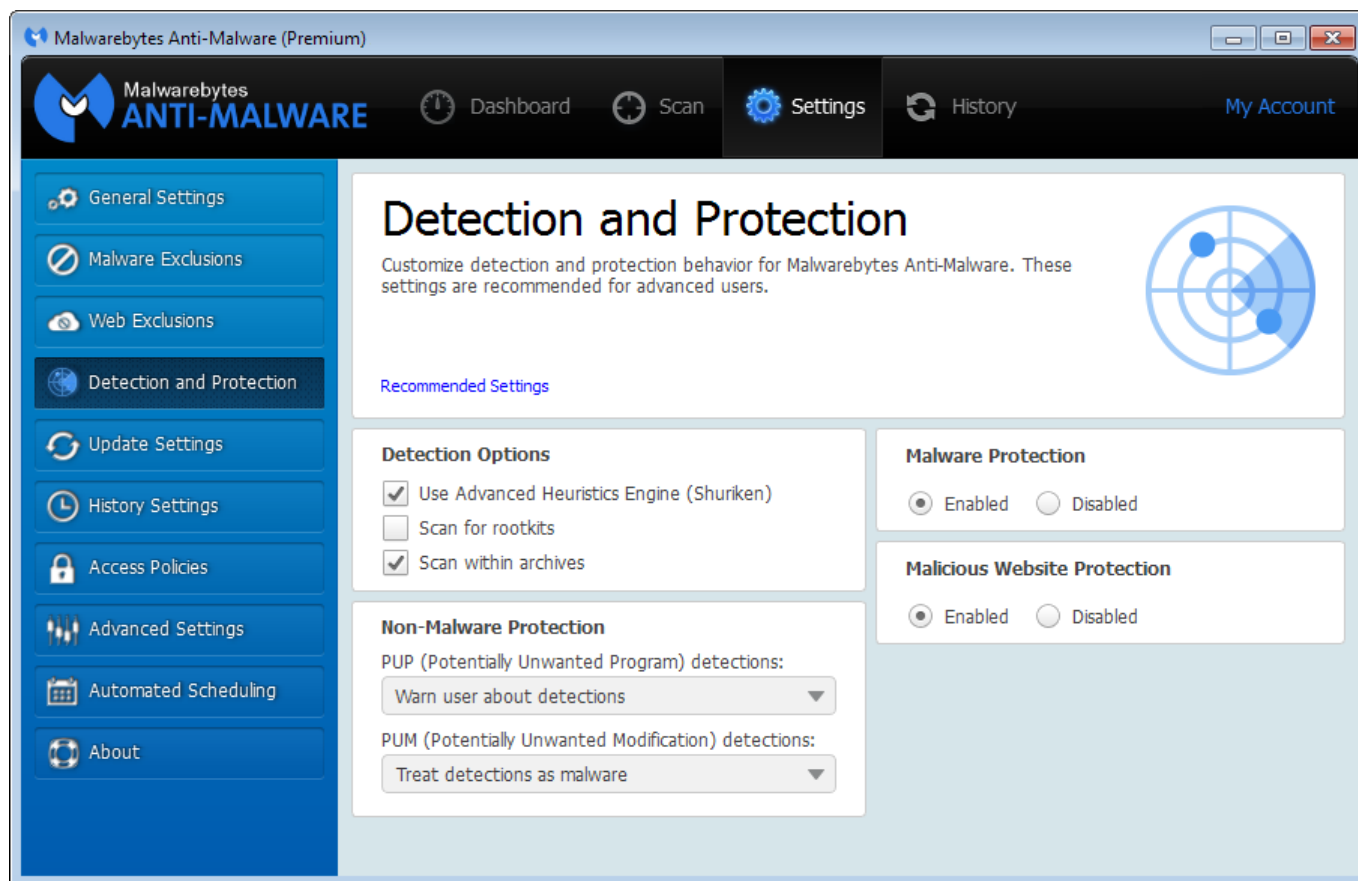 Malwarebytes Anti-Malware (Premium)
Malwarebytes
ANTI-MALWARE
Dashboard
Scan
Settings
History
My Account
General Settings
Malware Exclusions
Web Exclusions
Detection and Protection
Update Settings
History Settings
Access Policies
Advanced Settings
Automated Scheduling
About
Detection and Protection
Customize detection and protection behavior for Malwarebytes Anti-Malware. These
settings are recommended for advanced users.
Recommended Settings
Detection Options
Use Advanced Heuristics Engine (Shuriken)
Scan for rootkits
Scan within archives
Non-Malware Protection
PUP (Potentially Unwanted Program) detections:
Warn user about detections
PUM (Potentially Unwanted Modification) detections:
Treat detections as malware
Malware Protection
Enabled Disabled
Malicious Website Protection
Enabled Disabled